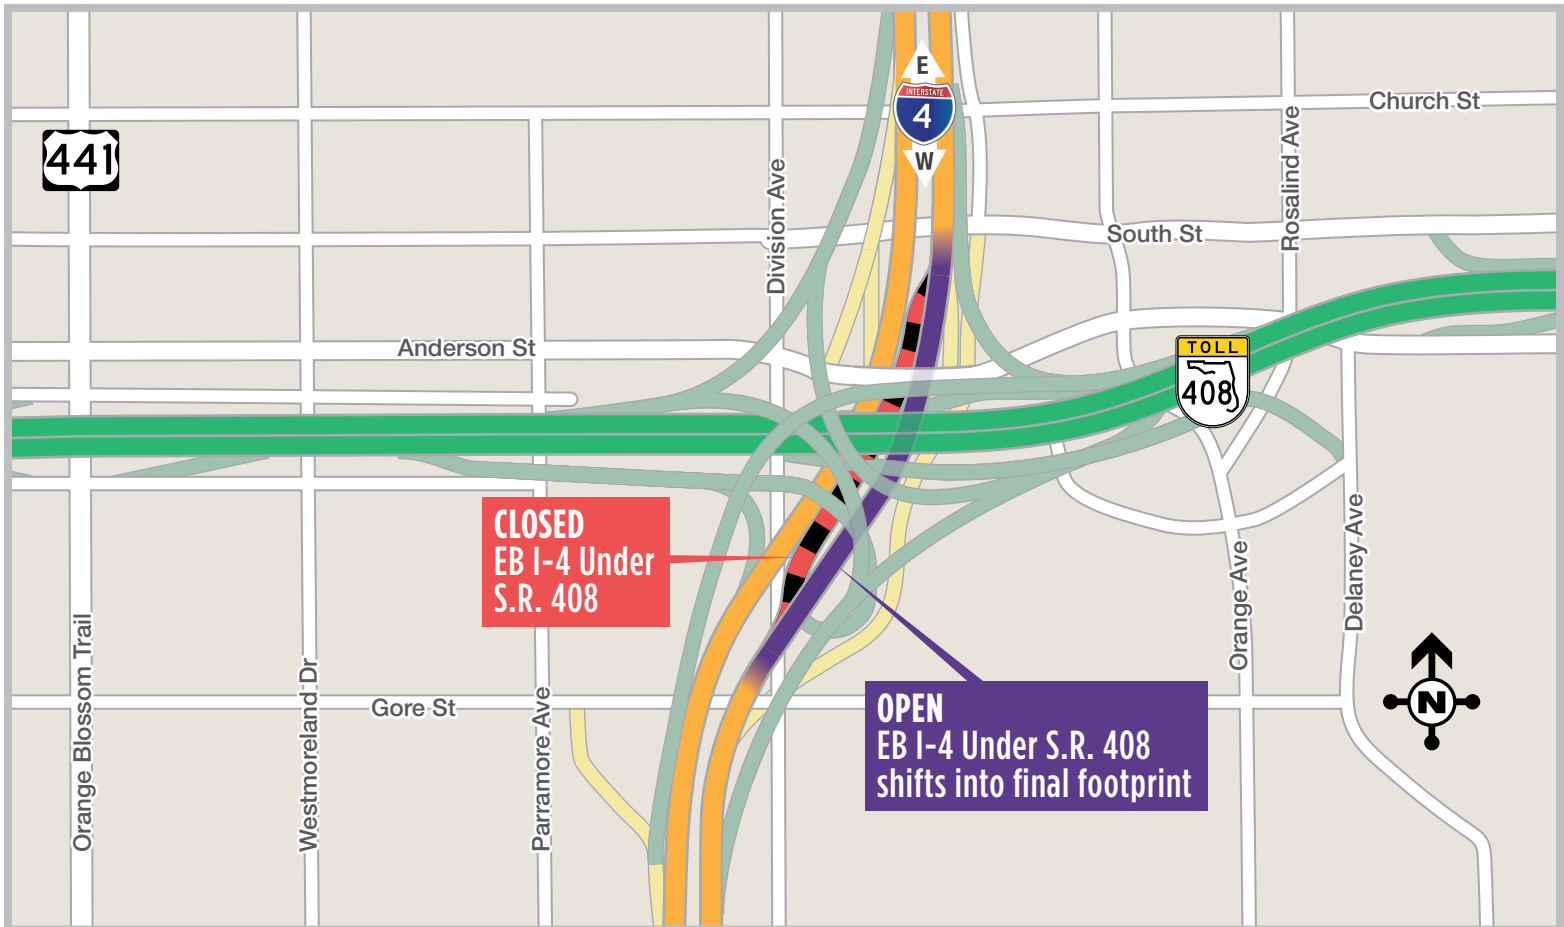 E
INTERSTATE
4
W
Church St
441
Rosalind Ave
Division Ave
South St
Anderson St
TOLL
408
CLOSED
EB I-4 Under
S.R. 408
Delaney Ave
Orange Ave
Orange Blossom Trail
Westmoreland Dr
Parramore Ave
Gore St
OPEN
EB I-4 Under S.R. 408
shifts into final footprint
N